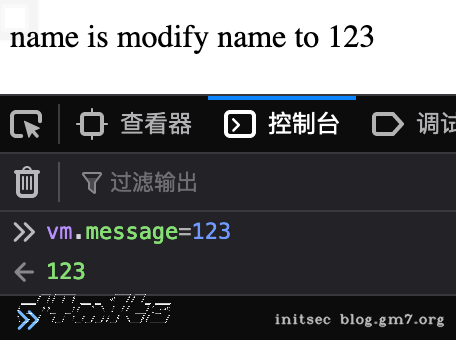 name is modify name to 123
查看器 控制台 调试
过滤输出
vm.message=123
123
initsec blog.gm7.org